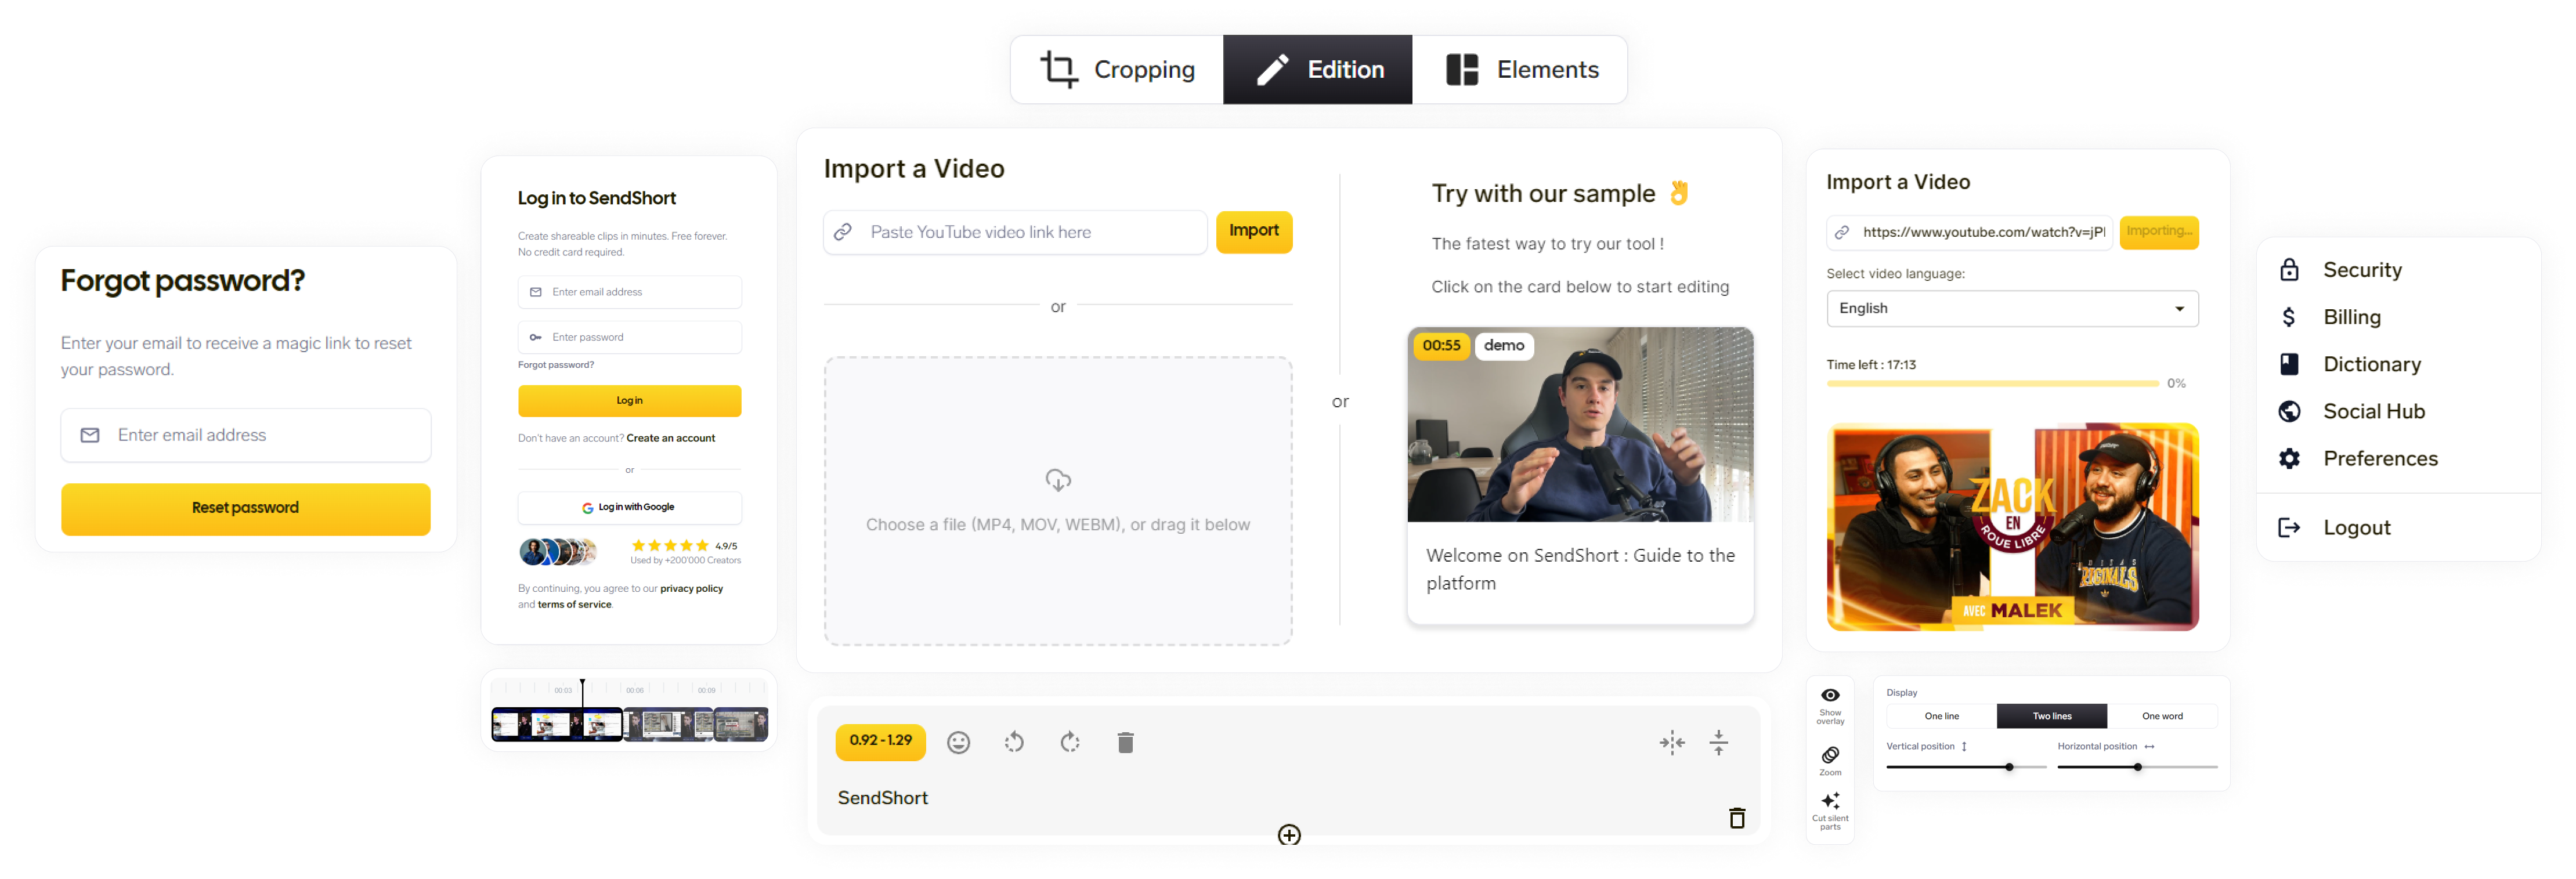 Cropping
Edition
Elements
Forgot password?
Enter your email to receive a magic link to reset
your password.
Enter email address
Reset password
Log in to SendShort
Create shareable clips in minutes. Free forever.
No credit card required.
Enter email address
Enter password
Forgot password?
Log in
Don't have an account? Create an account
or
Log in with Google
4.9/5
Used by +200'000 Creators
By continuing, you agree to our privacy policy
and terms of service.
00:03
00:06
00:09
Import a Video
Paste YouTube video link here
Import
or
Choose a file (MP4, MOV, WEBM), or drag it below
or
Try with our sample 👌
The fatest way to try our tool !
Click on the card below to start editing
00:55
demo
Welcome on SendShort : Guide to the
platform
0.92 - 1.29
SendShort
Import a Video
https://www.youtube.com/watch?v=jP
Importing...
Select video language:
English
Time left : 17:13
0%
ZACK
EN
ROUE LIBRE
AVEC MALEK
Show
overlay
Zoom
Cut silent
parts
Display
One line
Two lines
One word
Vertical position
Horizontal position
Security
Billing
Dictionary
Social Hub
Preferences
Logout